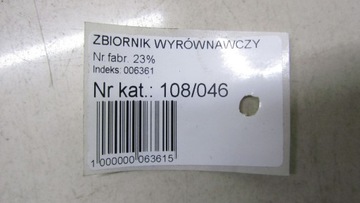 ZBIORNIK WYRÓWNAWCZY
Nr fabr. 23%
Indeks: 006361
Nr kat.: 108/046
1 000000 063615